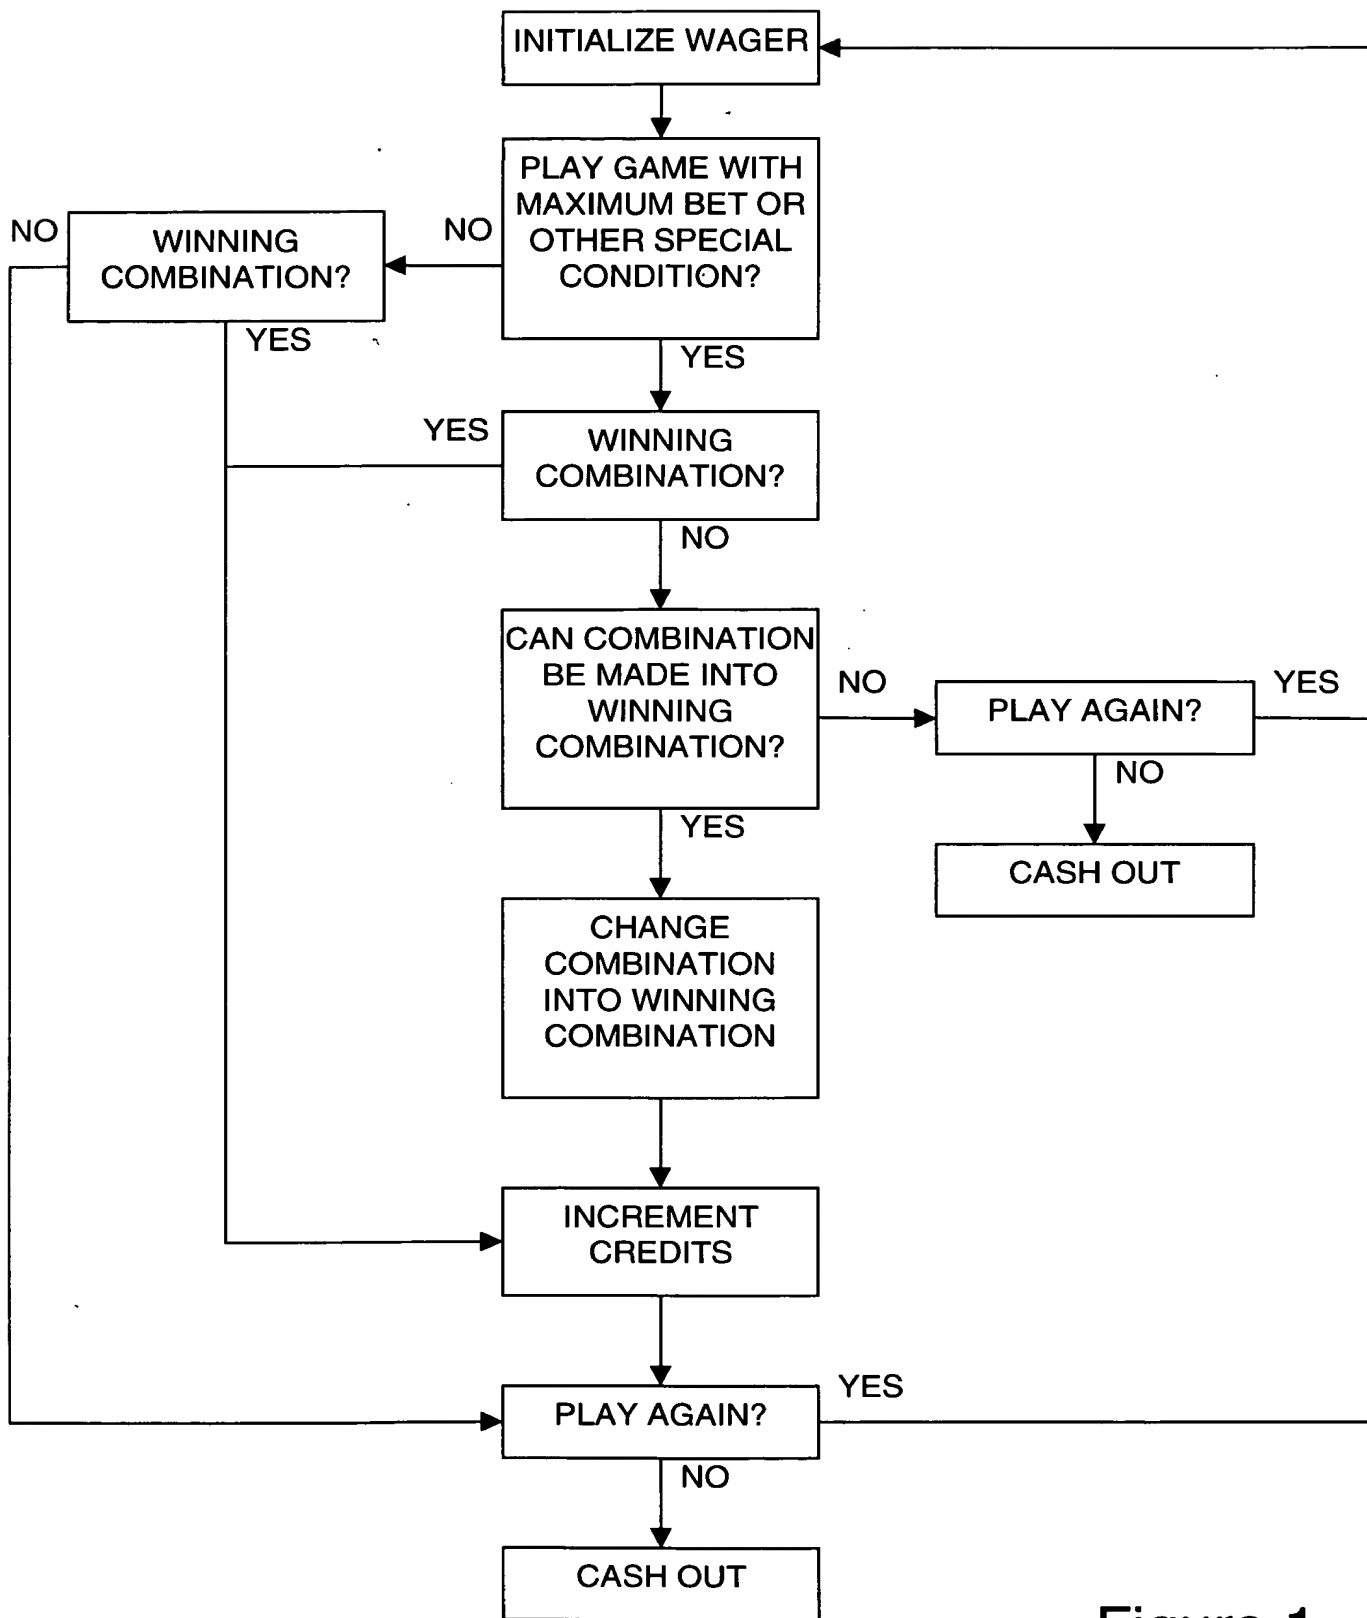 INITIALIZE WAGER
PLAY GAME WITH
MAXIMUM BET OR
OTHER SPECIAL
CONDITION?
NO
WINNING
COMBINATION?
NO
YES
YES
YES
WINNING
COMBINATION?
NO
CAN COMBINATION
BE MADE INTO
WINNING
COMBINATION?
NO
PLAY AGAIN?
YES
NO
CASH OUT
YES
CHANGE
COMBINATION
INTO WINNING
COMBINATION
INCREMENT
CREDITS
PLAY AGAIN?
YES
NO
CASH OUT
Figure 1